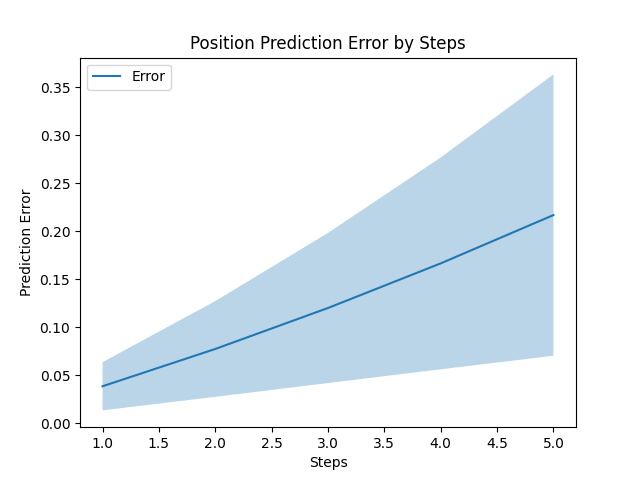 Position Prediction Error by Steps
Error
Prediction Error
0.35
0.30
0.25
0.20
0.15
0.10
0.05
0.00
1.0 1.5 2.0 2.5 3.0 3.5 4.0 4.5 5.0
Steps